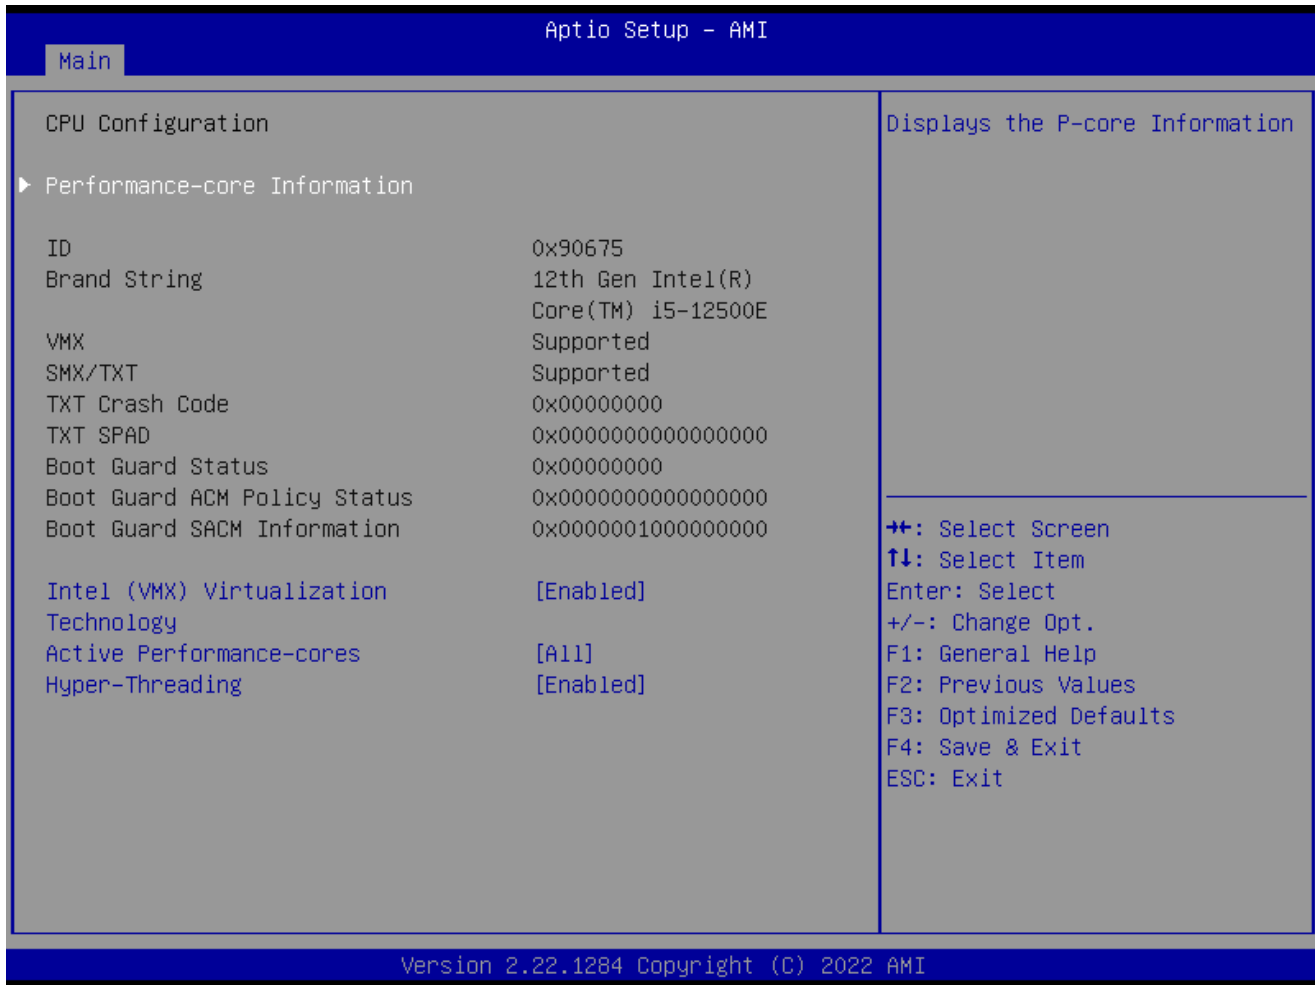 Aptio Setup – AMI
Main
CPU Configuration
Performance-core Information
ID 0x90675
Brand String 12th Gen Intel(R)
Core(TM) i5-12500E
VMX Supported
SMX/TXT Supported
TXT Crash Code 0x00000000
TXT SPAD 0x0000000000000000
Boot Guard Status 0x00000000
Boot Guard ACM Policy Status 0x0000000000000000
Boot Guard SACM Information 0x0000001000000000
Intel (VMX) Virtualization [Enabled]
Technology
Active Performance-cores [All]
Hyper-Threading [Enabled]
Displays the P-core Information
→←: Select Screen
↑↓: Select Item
Enter: Select
+/-: Change Opt.
F1: General Help
F2: Previous Values
F3: Optimized Defaults
F4: Save & Exit
ESC: Exit
Version 2.22.1284 Copyright (C) 2022 AMI